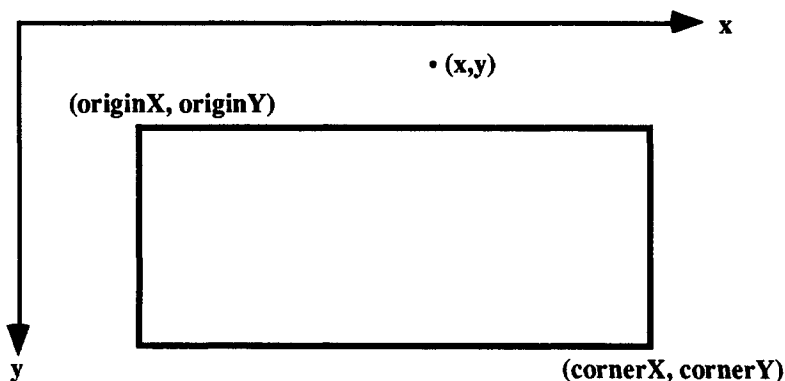 x
(x,y)
(originX, originY)
y
(cornerX, cornerY)